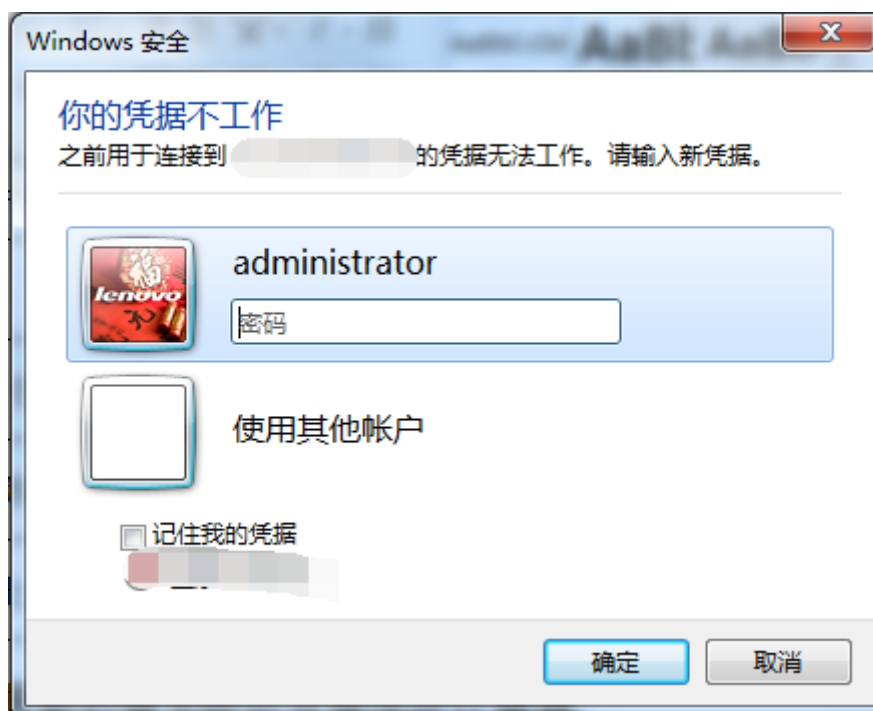 Windows 安全
你的凭据不工作
之前用于连接到 的凭据无法工作。请输入新凭据。
administrator
lenovo
密码
使用其他帐户
记住我的凭据
确定
取消